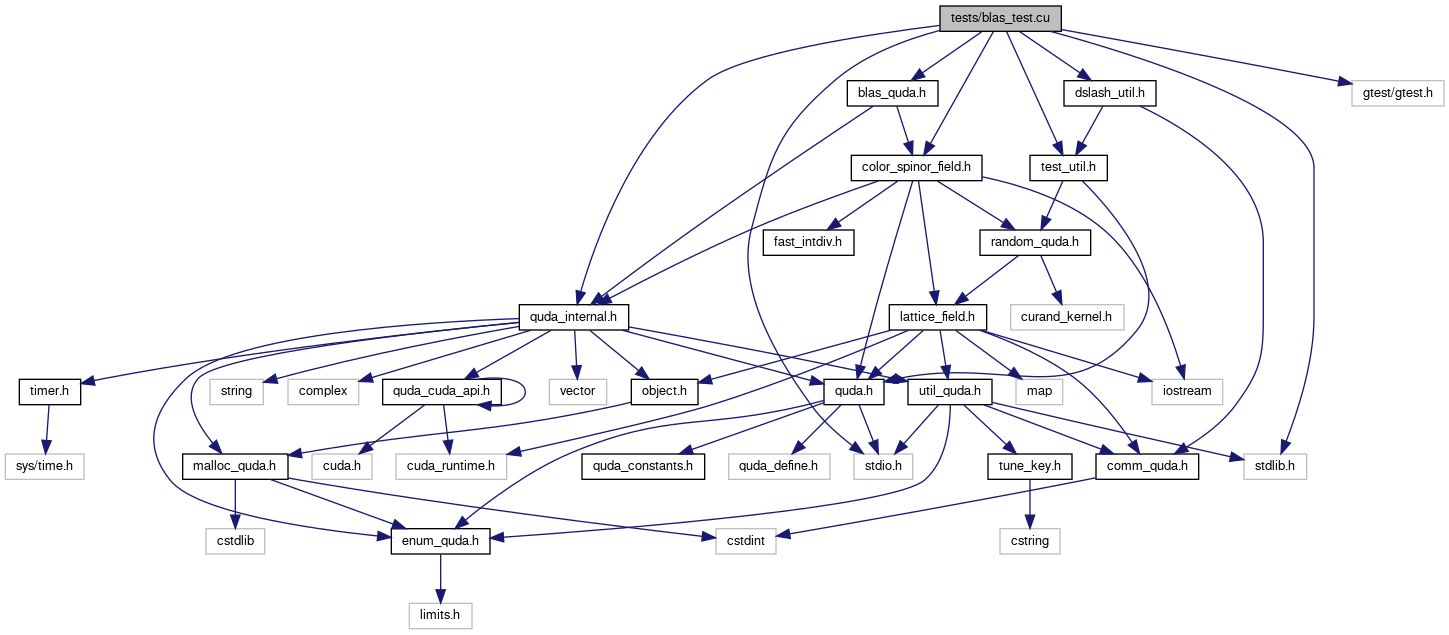 tests/blas_test.cu
blas_quda.h
dslash_util.h
gtest/gtest.h
color_spinor_field.h
test_util.h
fast_intdiv.h
random_quda.h
quda_internal.h
lattice_field.h
curand_kernel.h
timer.h
string
complex
quda_cuda_api.h
vector
object.h
quda.h
util_quda.h
map
iostream
sys/time.h
malloc_quda.h
cuda.h
cuda_runtime.h
quda_constants.h
quda_define.h
stdio.h
tune_key.h
comm_quda.h
stdlib.h
cstdlib
enum_quda.h
cstdint
cstring
limits.h